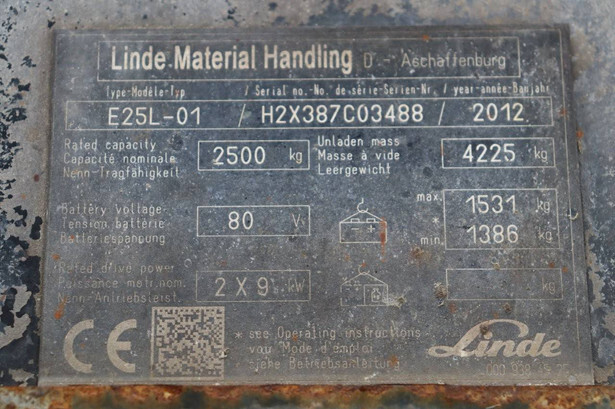 Linde Material Handling D - Aschaffenburg
Type-Modèle-Typ / Serial no.-No. de série-Serien-Nr. / year-année-Baujahr
E25L-01 / H2X387C03488 / 2012
Rated capacity
Capacité nominale
Nenn-Tragfähigkeit
2500 kg
Unladen mass
Masse à vide
Leergewicht
4225 kg
Battery voltage
Tension batterie
Batteriespannung
80 V
max. 1531 kg
*
min. 1386 kg
Rated drive power
Puissance motr.nom.
Nenn-Antriebsleist.
2 X 9 kW
kg
CE
* see Operating instructions
voir Mode d'emploi
siehe Betriebsanleitung
Linde